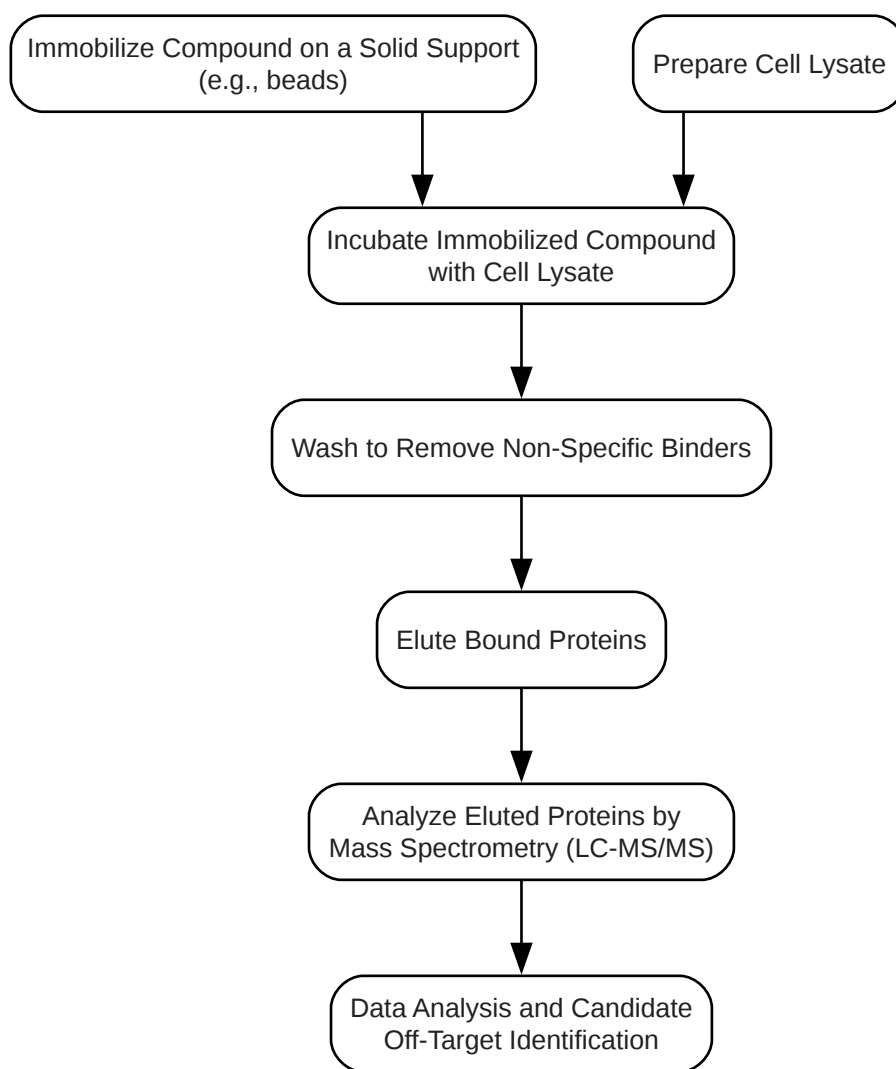 Immobilize Compound on a Solid Support
(e.g., beads)
Prepare Cell Lysate
Incubate Immobilized Compound
with Cell Lysate
Wash to Remove Non-Specific Binders
Elute Bound Proteins
Analyze Eluted Proteins by
Mass Spectrometry (LC-MS/MS)
Data Analysis and Candidate
Off-Target Identification